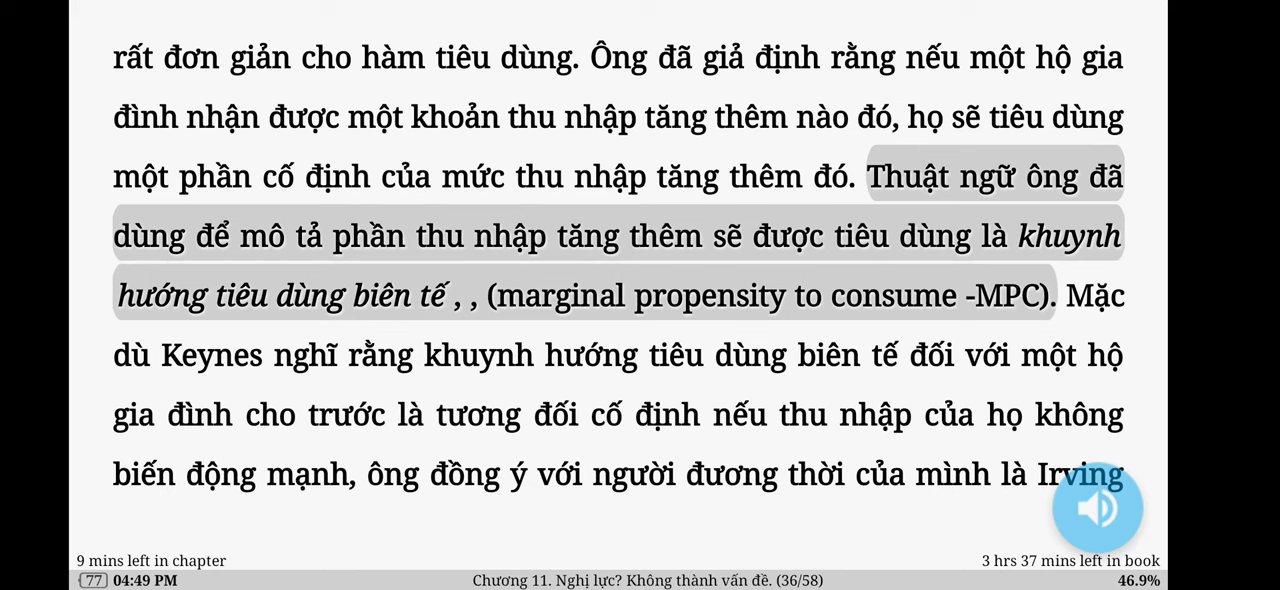 rất đơn giản cho hàm tiêu dùng. Ông đã giả định rằng nếu một hộ gia
đình nhận được một khoản thu nhập tăng thêm nào đó, họ sẽ tiêu dùng
một phần cố định của mức thu nhập tăng thêm đó. Thuật ngữ ông đã
dùng để mô tả phần thu nhập tăng thêm sẽ được tiêu dùng là khuynh
hướng tiêu dùng biên tế , , (marginal propensity to consume -MPC). Mặc
dù Keynes nghĩ rằng khuynh hướng tiêu dùng biên tế đối với một hộ
gia đình cho trước là tương đối cố định nếu thu nhập của họ không
biến động mạnh, ông đồng ý với người đương thời của mình là Irving
9 mins left in chapter 3 hrs 37 mins left in book
77 04:49 PM Chương 11. Nghị lực? Không thành vấn đề. (36/58) 46.9%